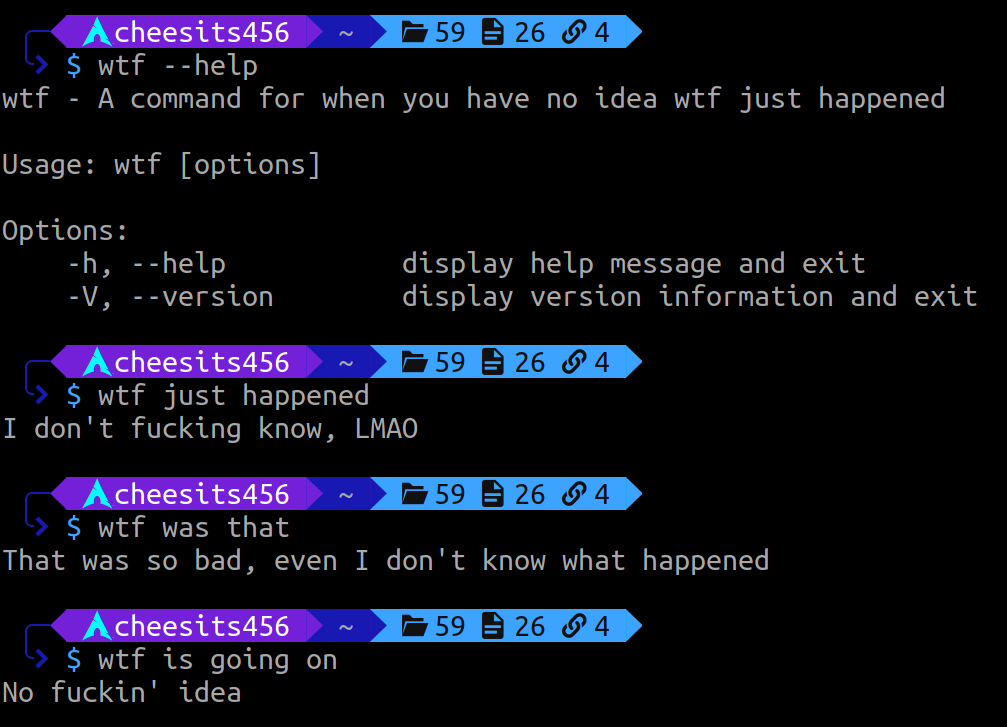 cheesits456 ~ 59 26 4
$ wtf --help
wtf - A command for when you have no idea wtf just happened
Usage: wtf [options]
Options:
-h, --help display help message and exit
-V, --version display version information and exit
cheesits456 ~ 59 26 4
$ wtf just happened
I don't fucking know, LMAO
cheesits456 ~ 59 26 4
$ wtf was that
That was so bad, even I don't know what happened
cheesits456 ~ 59 26 4
$ wtf is going on
No fuckin' idea